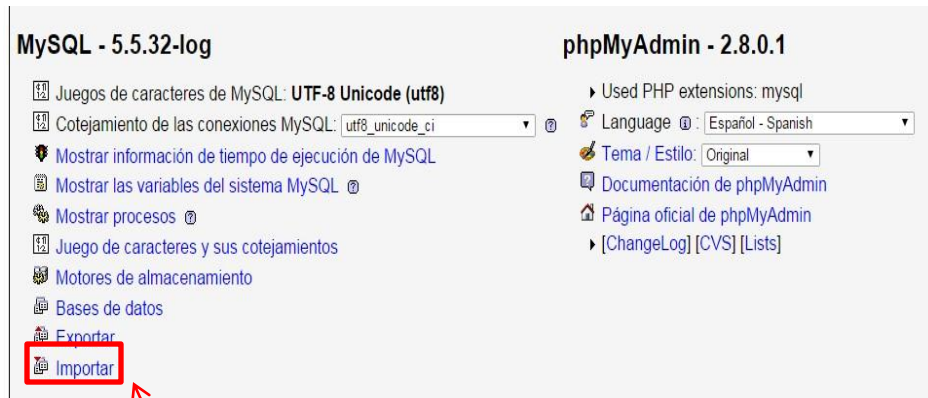 MySQL - 5.5.32-log
Juegos de caracteres de MySQL: UTF-8 Unicode (utf8)
Cotejamiento de las conexiones MySQL: utf8_unicode_ci
Mostrar información de tiempo de ejecución de MySQL
Mostrar las variables del sistema MySQL
Mostrar procesos
Juego de caracteres y sus cotejamientos
Motores de almacenamiento
Bases de datos
Exportar
Importar
phpMyAdmin - 2.8.0.1
Used PHP extensions: mysql
Language : Español - Spanish
Tema / Estilo: Original
Documentación de phpMyAdmin
Página oficial de phpMyAdmin
[ChangeLog] [CVS] [Lists]